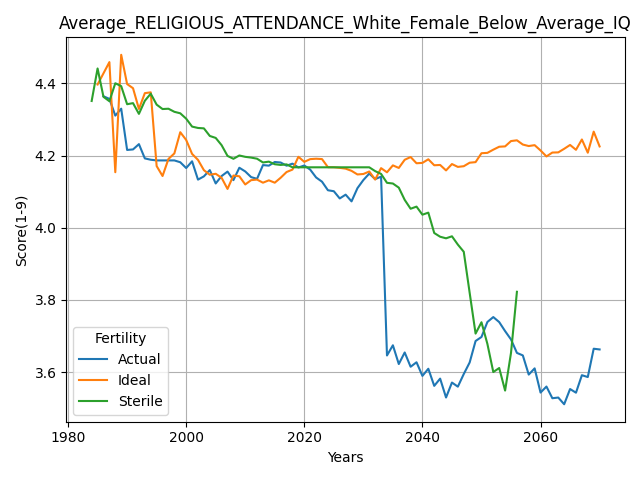 Average_RELIGIOUS_ATTENDANCE_White_Female_Below_Average_IQ
Score(1-9)
4.4
4.2
4.0
3.8
3.6
Fertility
Actual
Ideal
Sterile
1980
2000
2020
2040
2060
Years